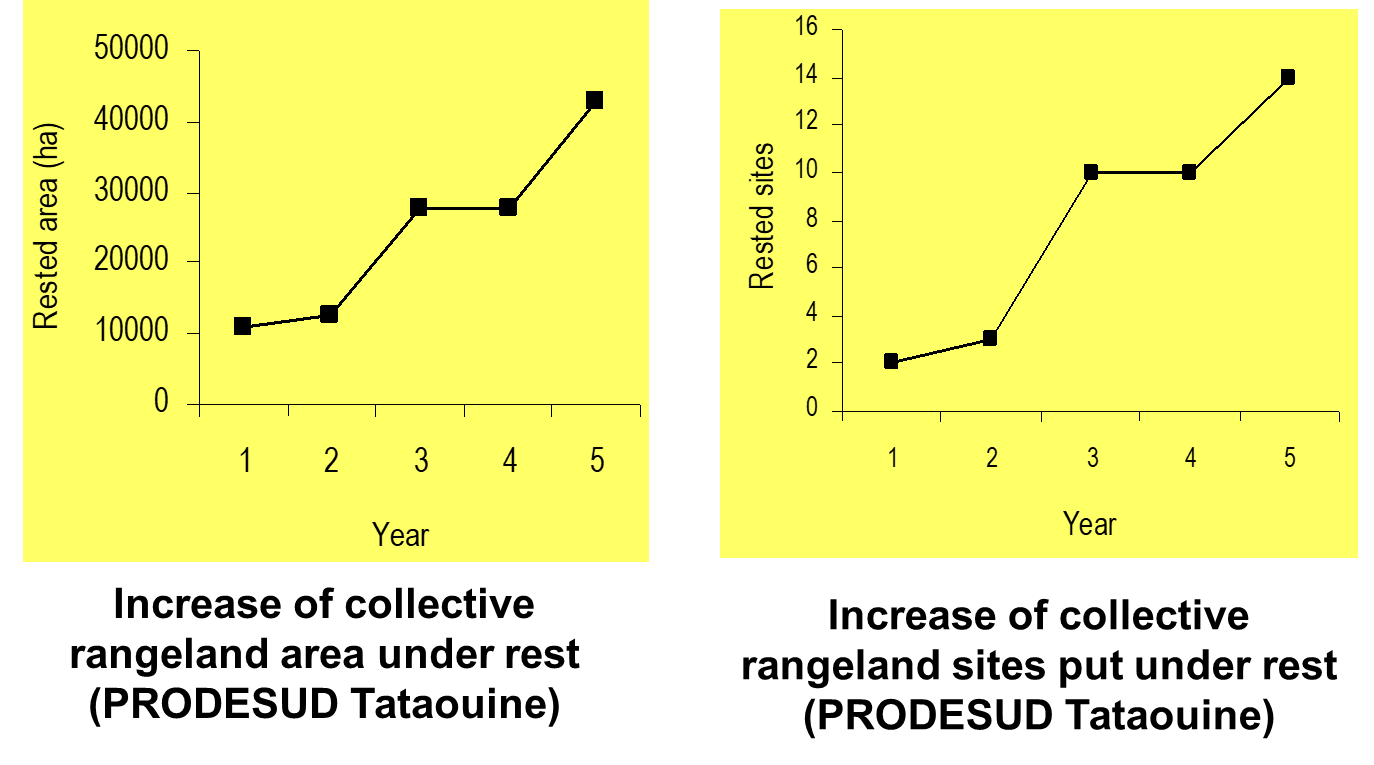 50000
40000
30000
20000
10000
0
Rested area (ha)
1 2 3 4 5
Year
Increase of collective
rangeland area under rest
(PRODESUD Tataouine)
16
14
12
10
8
6
4
2
0
Rested sites
1 2 3 4 5
Year
Increase of collective
rangeland sites put under rest
(PRODESUD Tataouine)